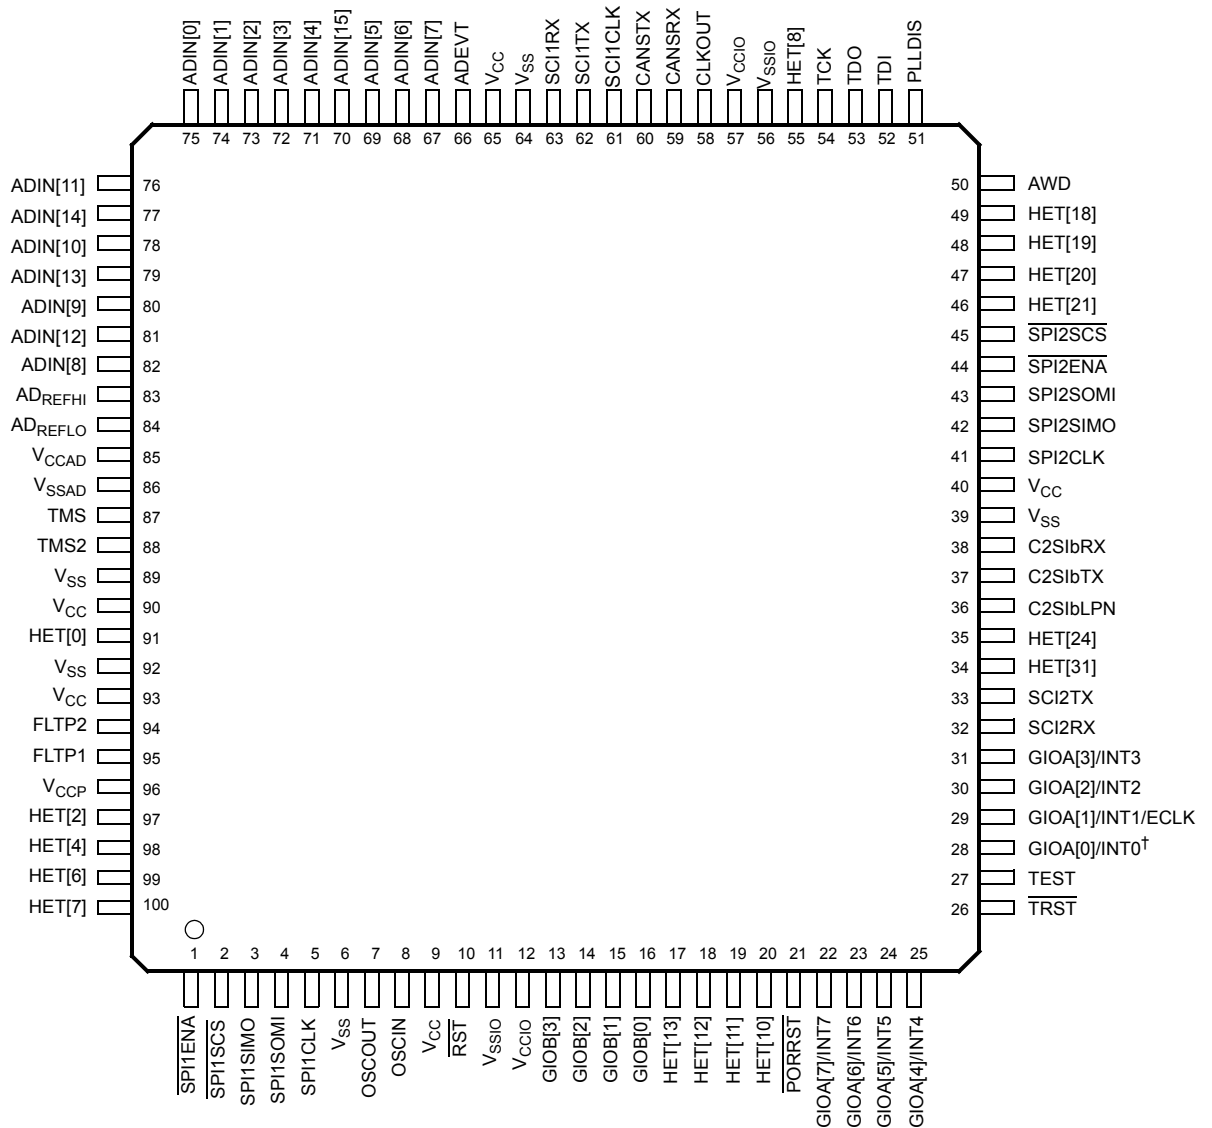 ADIN[0] ADIN[1] ADIN[2] ADIN[3] ADIN[4] ADIN[15] ADIN[5] ADIN[6] ADIN[7] ADEVT VCC VSS SCI1RX SCI1TX SCI1CLK CANSTX CANSRX CLKOUT VCCIO VSSIO HET[8] TCK TDO TDI PLLDIS
75 74 73 72 71 70 69 68 67 66 65 64 63 62 61 60 59 58 57 56 55 54 53 52 51
ADIN[11] 76 50 AWD
ADIN[14] 77 49 HET[18]
ADIN[10] 78 48 HET[19]
ADIN[13] 79 47 HET[20]
ADIN[9] 80 46 HET[21]
ADIN[12] 81 45 SPI2SCS
ADIN[8] 82 44 SPI2ENA
ADREFHI 83 43 SPI2SOMI
ADREFLO 84 42 SPI2SIMO
VCCAD 85 41 SPI2CLK
VSSAD 86 40 VCC
TMS 87 39 VSS
TMS2 88 38 C2SIbRX
VSS 89 37 C2SIbTX
VCC 90 36 C2SIbLPN
HET[0] 91 35 HET[24]
VSS 92 34 HET[31]
VCC 93 33 SCI2TX
FLTP2 94 32 SCI2RX
FLTP1 95 31 GIOA[3]/INT3
VCCP 96 30 GIOA[2]/INT2
HET[2] 97 29 GIOA[1]/INT1/ECLK
HET[4] 98 28 GIOA[0]/INT0†
HET[6] 99 27 TEST
HET[7] 100 26 TRST
1 2 3 4 5 6 7 8 9 10 11 12 13 14 15 16 17 18 19 20 21 22 23 24 25
SPI1ENA SPI1SCS SPI1SIMO SPI1SOMI SPI1CLK VSS OSCOUT OSCIN VCC RST VSSIO VCCIO GIOB[3] GIOB[2] GIOB[1] GIOB[0] HET[13] HET[12] HET[11] HET[10] PORRST GIOA[7]/INT7 GIOA[6]/INT6 GIOA[5]/INT5 GIOA[4]/INT4